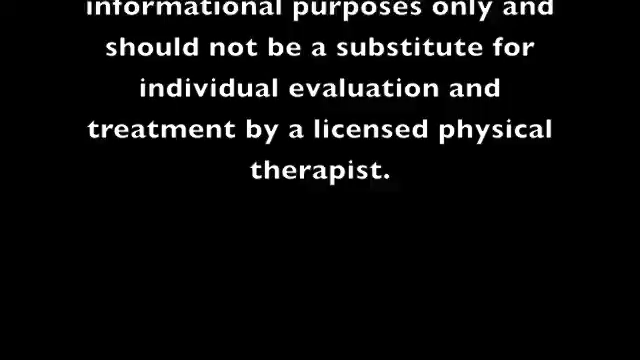 informational purposes only and
should not be a substitute for
individual evaluation and
treatment by a licensed physical
therapist.